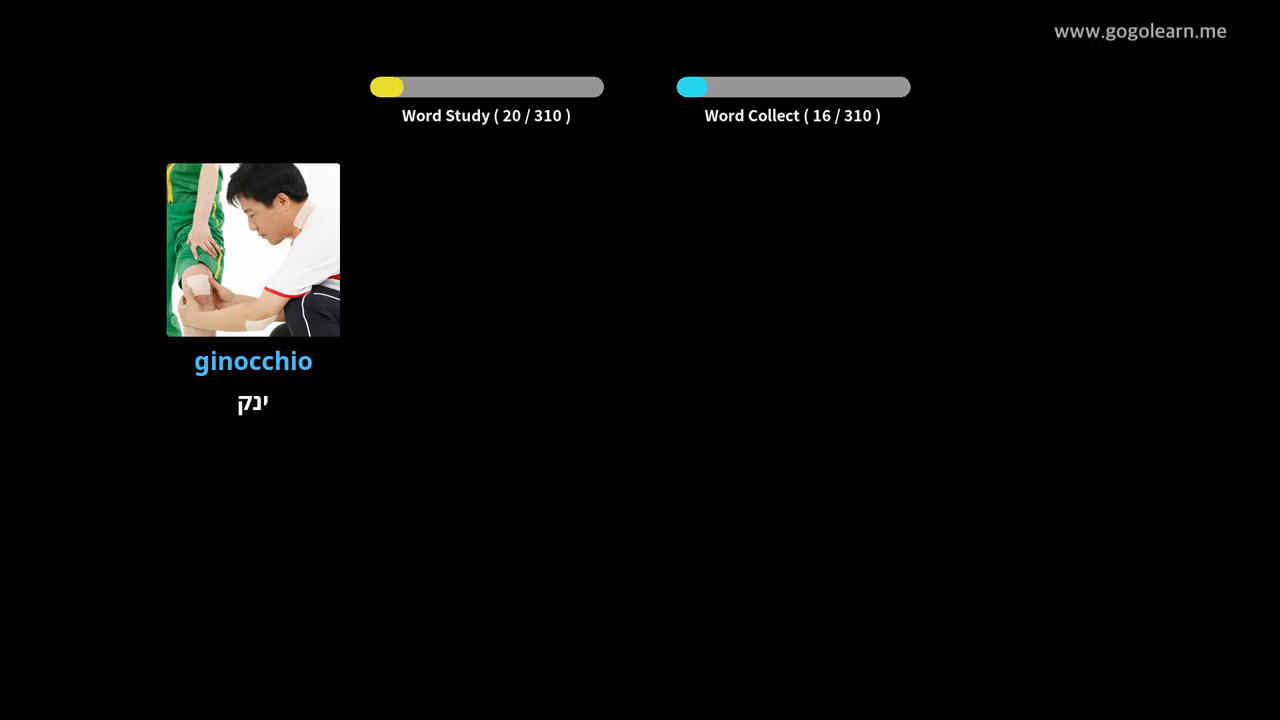 www.gogolearn.me
Word Study ( 20 / 310 )
Word Collect ( 16 / 310 )
ginocchio
ינק